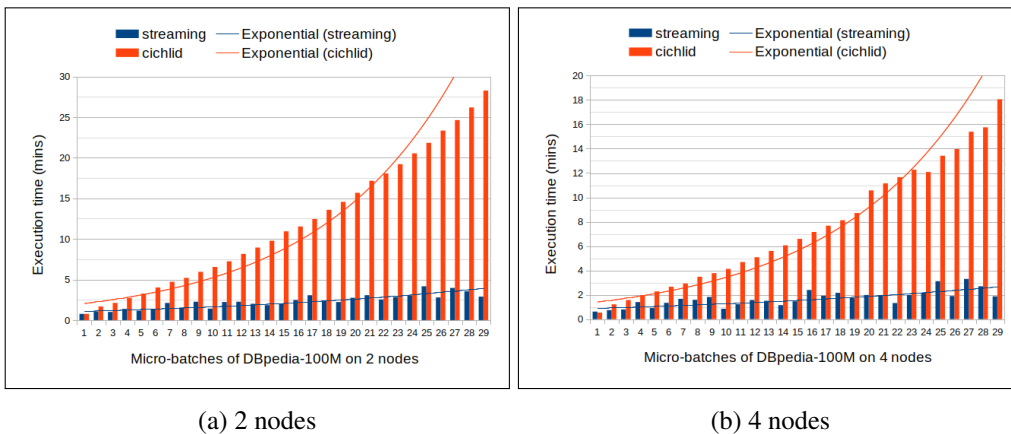 streaming Exponential (streaming)
cichlid Exponential (cichlid)
30
25
20
15
10
5
0
Execution time (mins)
1 2 3 4 5 6 7 8 9 10 11 12 13 14 15 16 17 18 19 20 21 22 23 24 25 26 27 28 29
Micro-batches of DBpedia-100M on 2 nodes
(a) 2 nodes
streaming Exponential (streaming)
cichlid Exponential (cichlid)
20
18
16
14
12
10
8
6
4
2
0
Execution time (mins)
1 2 3 4 5 6 7 8 9 10 11 12 13 14 15 16 17 18 19 20 21 22 23 24 25 26 27 28 29
Micro-batches of DBpedia-100M on 4 nodes
(b) 4 nodes